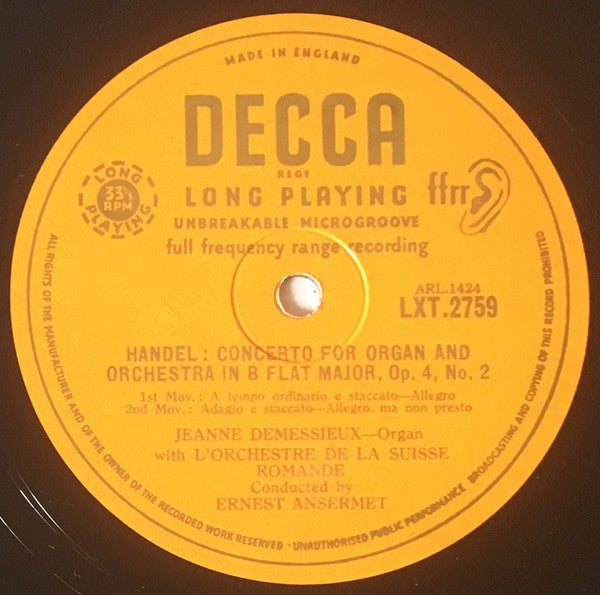 MADE IN ENGLAND
DECCA
REGD
LONG PLAYING
33⅓
RPM
LONG PLAYING
ffrr
UNBREAKABLE MICROGROOVE
full frequency range recording
ARL.1424
LXT.2759
HANDEL : CONCERTO FOR ORGAN AND
ORCHESTRA IN B FLAT MAJOR, Op. 4, No. 2
1st Mov.: A tempo ordinario e staccato—Allegro
2nd Mov.: Adagio e staccato—Allegro, ma non presto
JEANNE DEMESSIEUX—Organ
with L'ORCHESTRE DE LA SUISSE
ROMANDE
Conducted by
ERNEST ANSERMET
ALL RIGHTS OF THE MANUFACTURER AND OF THE OWNER OF THE RECORDED WORK RESERVED · UNAUTHORISED PUBLIC PERFORMANCE BROADCASTING AND COPYING OF THIS RECORD PROHIBITED